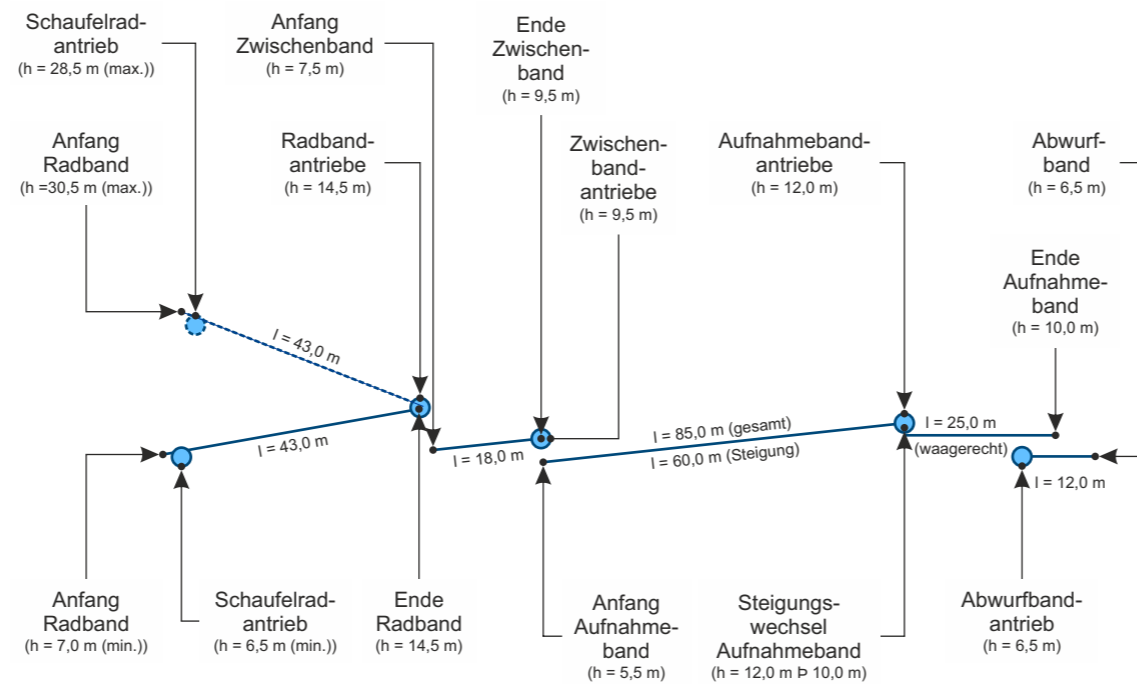 Schaufelrad-
antrieb
(h = 28,5 m (max.))
Anfang
Zwischenband
(h = 7,5 m)
Ende
Zwischen-
band
(h = 9,5 m)
Anfang
Radband
(h =30,5 m (max.))
Radband-
antriebe
(h = 14,5 m)
Zwischen-
band-
antriebe
(h = 9,5 m)
Aufnahmeband-
antriebe
(h = 12,0 m)
Abwurf-
band
(h = 6,5 m)
Ende
Aufnahme-
band
(h = 10,0 m)
l = 43,0 m
l = 43,0 m
l = 18,0 m
l = 85,0 m (gesamt)
l = 60,0 m (Steigung)
l = 25,0 m
(waagerecht)
l = 12,0 m
Anfang
Radband
(h = 7,0 m (min.))
Schaufelrad-
antrieb
(h = 6,5 m (min.))
Ende
Radband
(h = 14,5 m)
Anfang
Aufnahme-
band
(h = 5,5 m)
Steigungs-
wechsel
Aufnahmeband
(h = 12,0 m Þ 10,0 m)
Abwurfband-
antrieb
(h = 6,5 m)